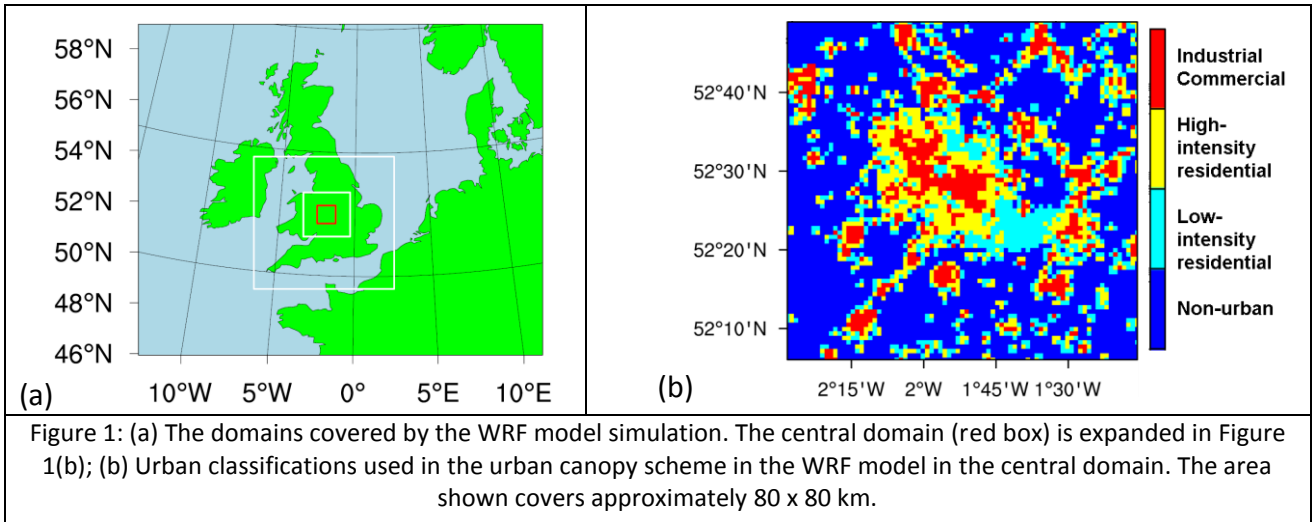 58°N
56°N
54°N
52°N
50°N
48°N
46°N
10°W 5°W 0° 5°E 10°E
(a)
52°40'N
52°30'N
52°20'N
52°10'N
2°15'W 2°W 1°45'W 1°30'W
(b)
Industrial
Commercial
High-
intensity
residential
Low-
intensity
residential
Non-urban
Figure 1: (a) The domains covered by the WRF model simulation. The central domain (red box) is expanded in Figure
1(b); (b) Urban classifications used in the urban canopy scheme in the WRF model in the central domain. The area
shown covers approximately 80 x 80 km.